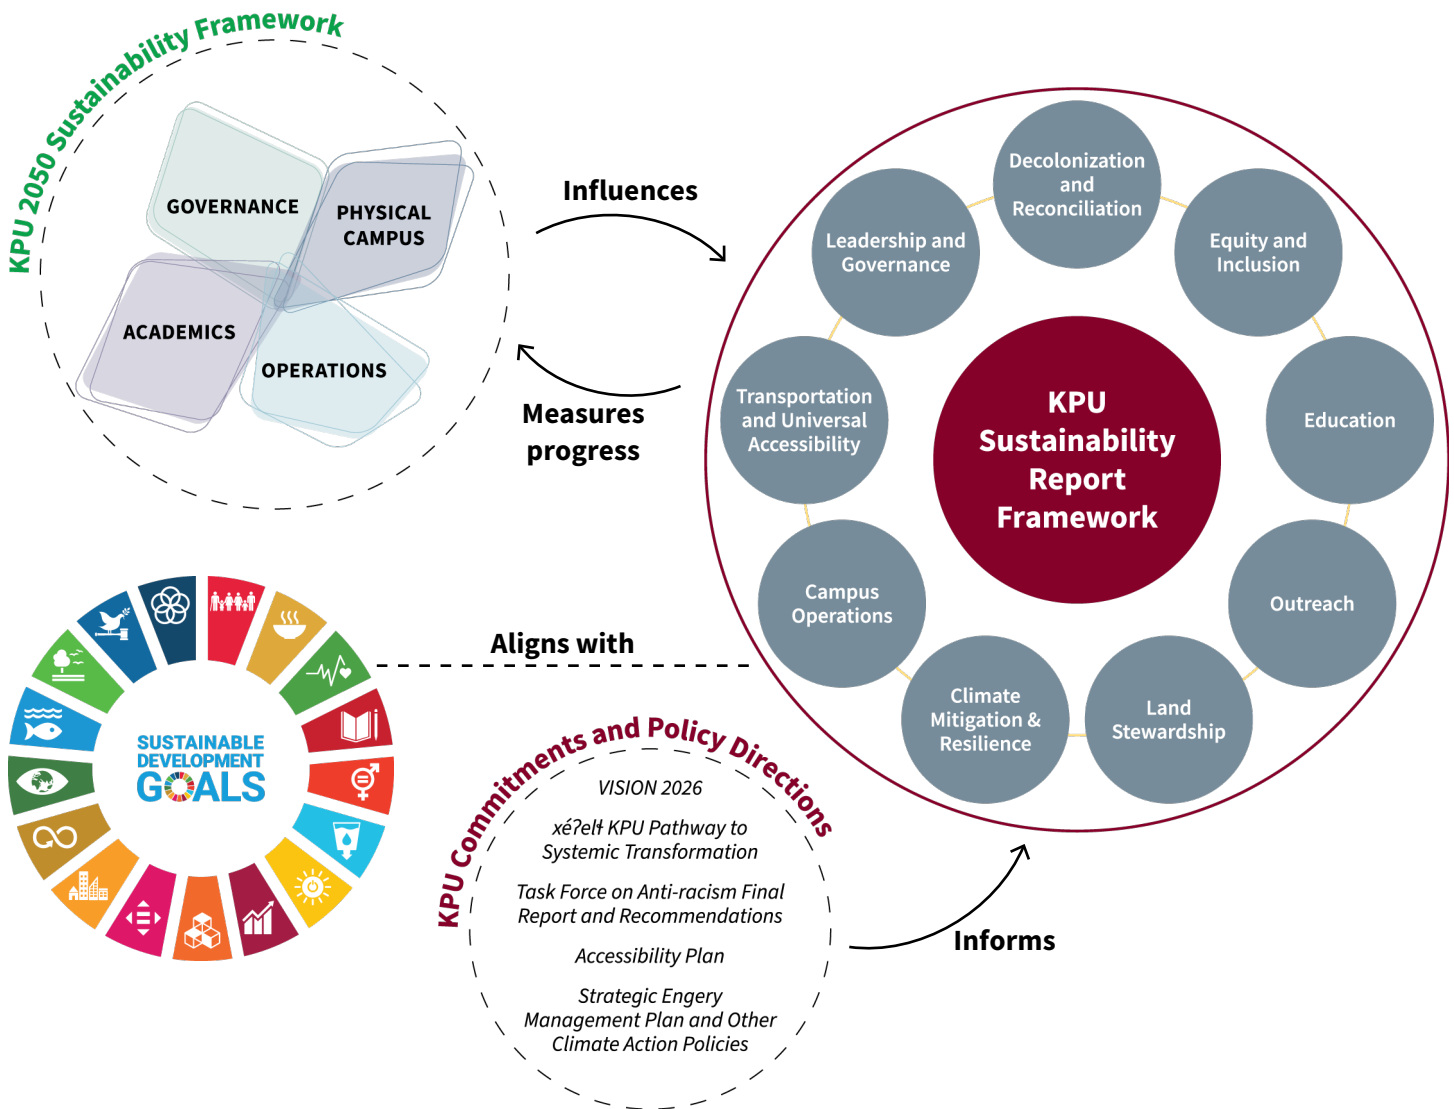 KPU 2050 Sustainability Framework
GOVERNANCE
PHYSICAL
CAMPUS
ACADEMICS
OPERATIONS
Influences
Measures
progress
Decolonization
and
Reconciliation
Equity and
Inclusion
Education
Outreach
Land
Stewardship
Climate
Mitigation &
Resilience
Campus
Operations
Transportation
and Universal
Accessibility
Leadership and
Governance
KPU
Sustainability
Report
Framework
Aligns with
SUSTAINABLE
DEVELOPMENT
GOALS
KPU Commitments and Policy Directions
VISION 2026
xéʔelɫ KPU Pathway to
Systemic Transformation
Task Force on Anti-racism Final
Report and Recommendations
Accessibility Plan
Strategic Engery
Management Plan and Other
Climate Action Policies
Informs